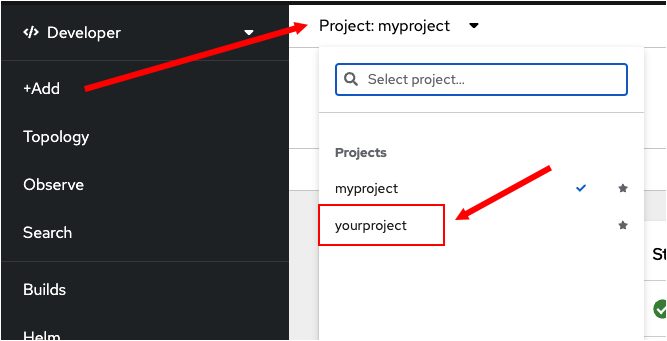 Developer
Project: myproject
+Add
Select project...
Topology
Projects
Observe
myproject
Search
yourproject
St
Builds
Helm